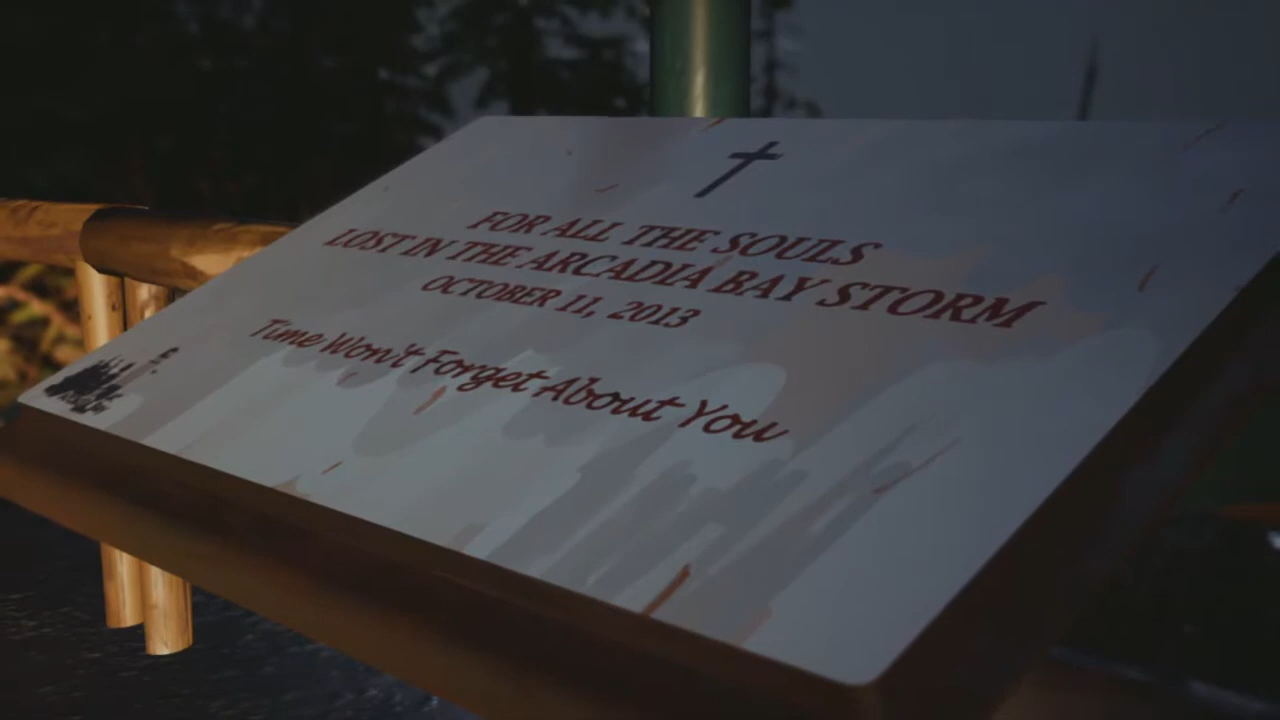 FOR ALL THE SOULS
LOST IN THE ARCADIA BAY STORM
OCTOBER 11, 2013
Time Won't Forget About You